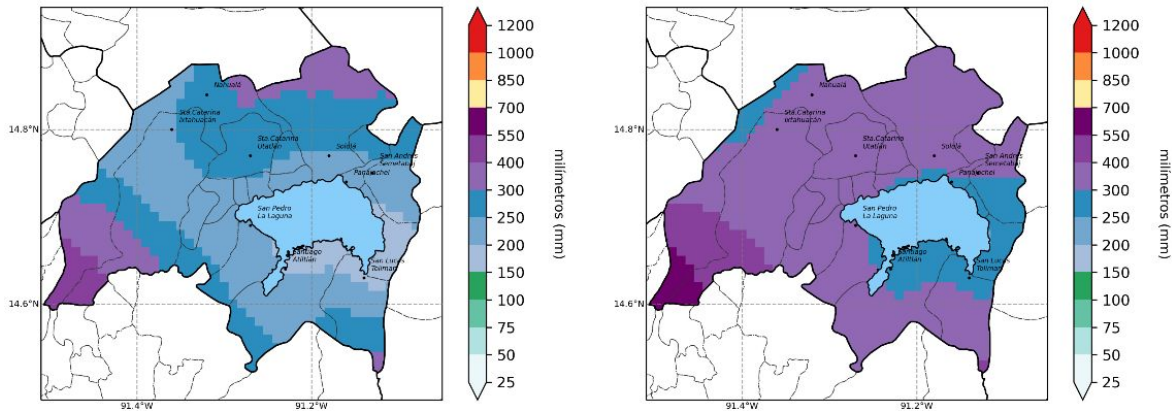 1200
1000
850
700
550
400
300
250
200
150
100
75
50
25
milímetros (mm)
14.8°N
14.6°N
91.4°W
91.2°W
Nahualá
Sta.Catarina
Ixtahuacán
Sta.Catarina
Utatlán
Sololá
San Andrés
Semetabaj
Panajachel
San Pedro
La Laguna
Santiago
Atitlán
San Lucas
Tolimán
1200
1000
850
700
550
400
300
250
200
150
100
75
50
25
milímetros (mm)
14.8°N
14.6°N
91.4°W
91.2°W
Nahualá
Sta.Catarina
Ixtahuacán
Sta.Catarina
Utatlán
Sololá
San Andrés
Semetabaj
Panajachel
San Pedro
La Laguna
Santiago
Atitlán
San Lucas
Tolimán